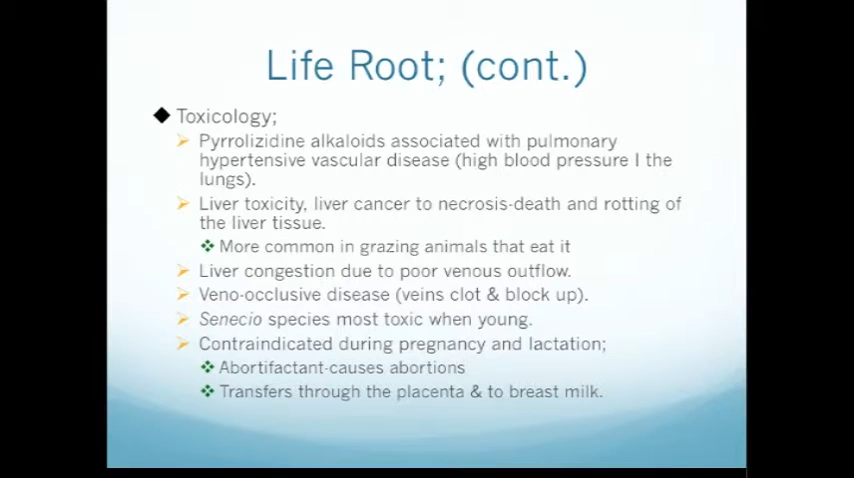 Life Root; (cont.)
Toxicology;
Pyrrolizidine alkaloids associated with pulmonary
hypertensive vascular disease (high blood pressure I the
lungs).
Liver toxicity, liver cancer to necrosis-death and rotting of
the liver tissue.
More common in grazing animals that eat it
Liver congestion due to poor venous outflow.
Veno-occlusive disease (veins clot & block up).
Senecio species most toxic when young.
Contraindicated during pregnancy and lactation;
Abortifactant-causes abortions
Transfers through the placenta & to breast milk.